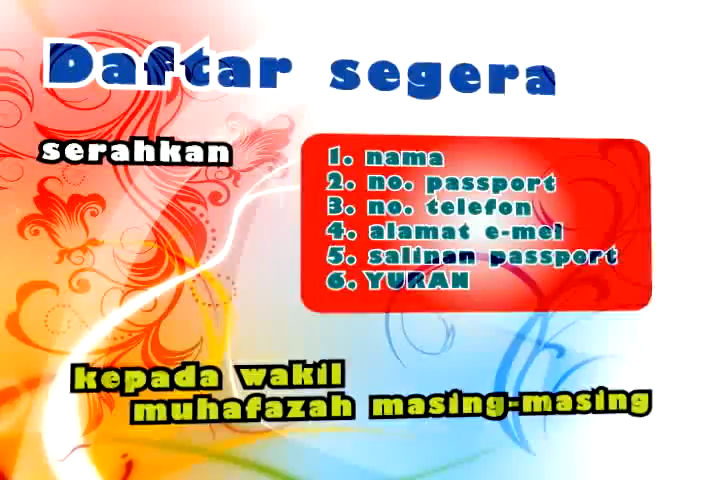 Daftar segera
serahkan
1. nama
2. no. passport
3. no. telefon
4. alamat e-mel
5. salinan passport
6. YURAN
kepada wakil
muhafazah masing-masing